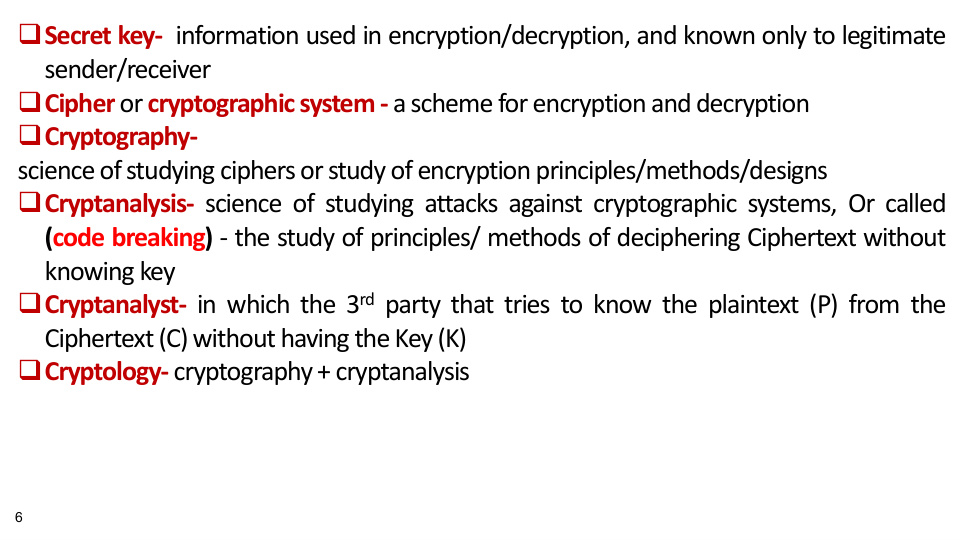 ❑Secret key- information used in encryption/decryption, and known only to legitimate
sender/receiver
❑Cipher or cryptographic system - a scheme for encryption and decryption
❑Cryptography-
science of studying ciphers or study of encryption principles/methods/designs
❑Cryptanalysis- science of studying attacks against cryptographic systems, Or called
(code breaking) - the study of principles/ methods of deciphering Ciphertext without
knowing key
❑Cryptanalyst- in which the 3rd party that tries to know the plaintext (P) from the
Ciphertext (C) without having the Key (K)
❑Cryptology- cryptography + cryptanalysis
6